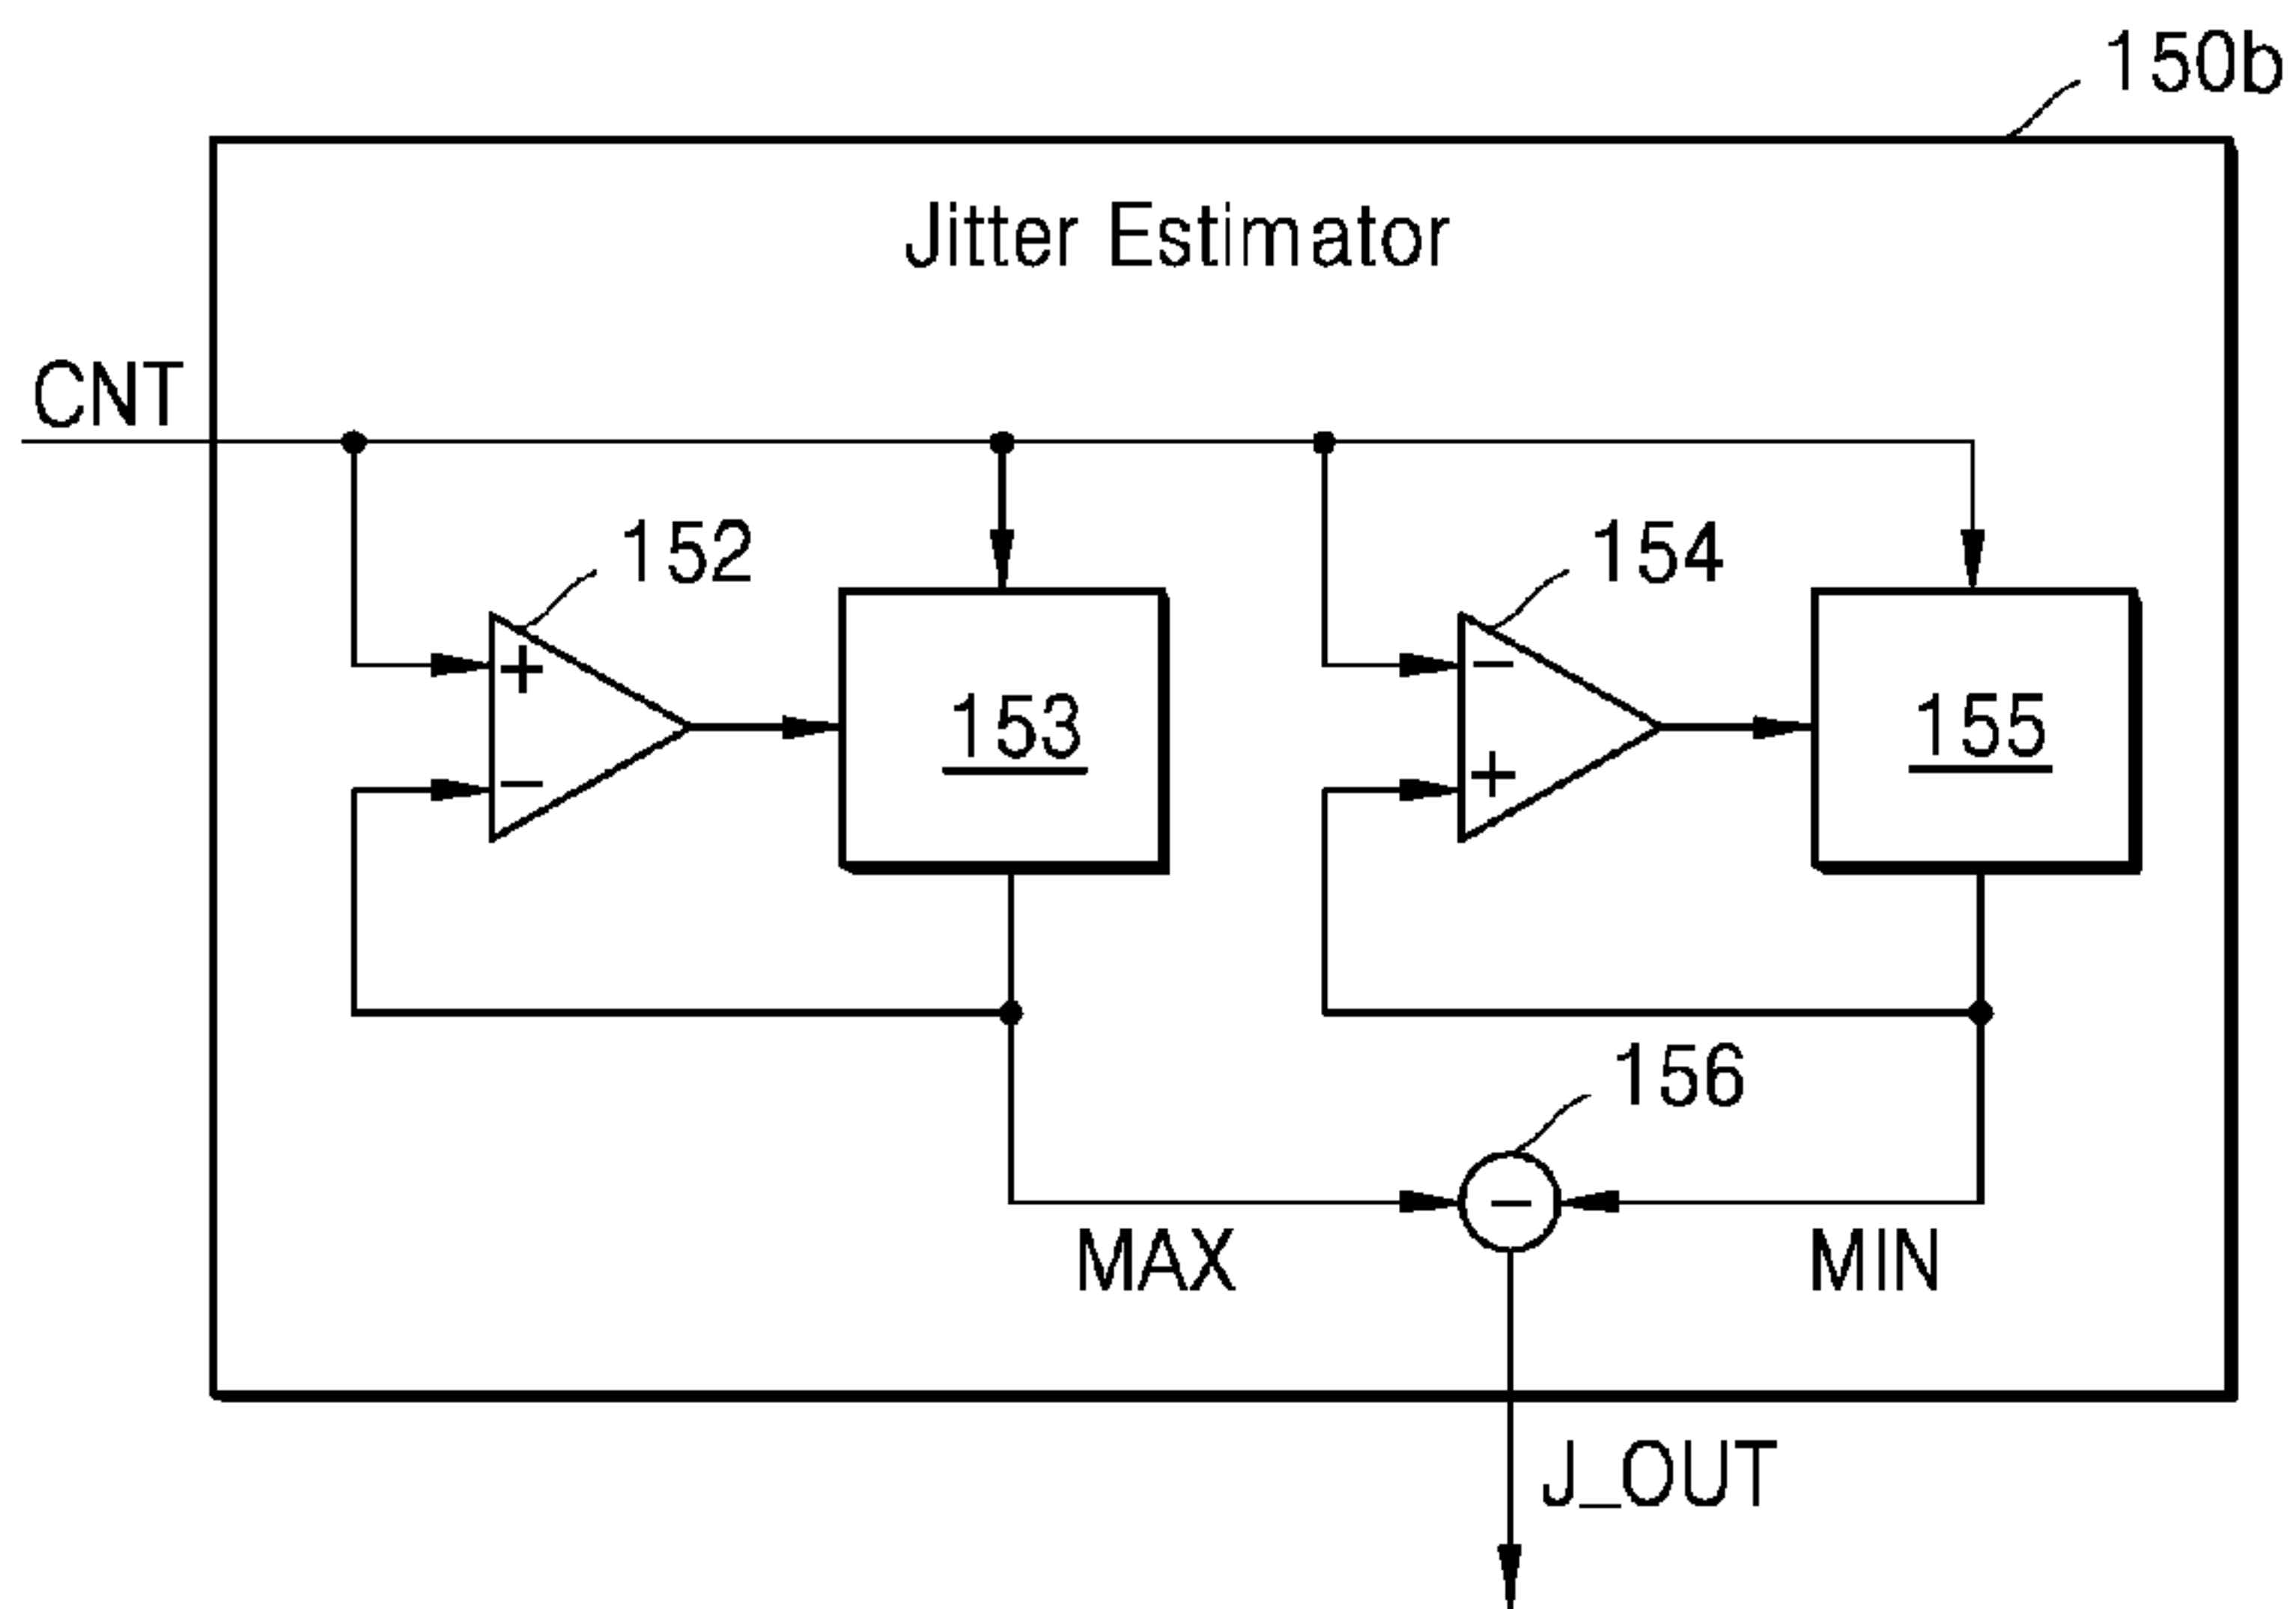 150b
Jitter Estimator
CNT
152
154
+
−
153
155
−
+
156
−
MAX
MIN
J_OUT